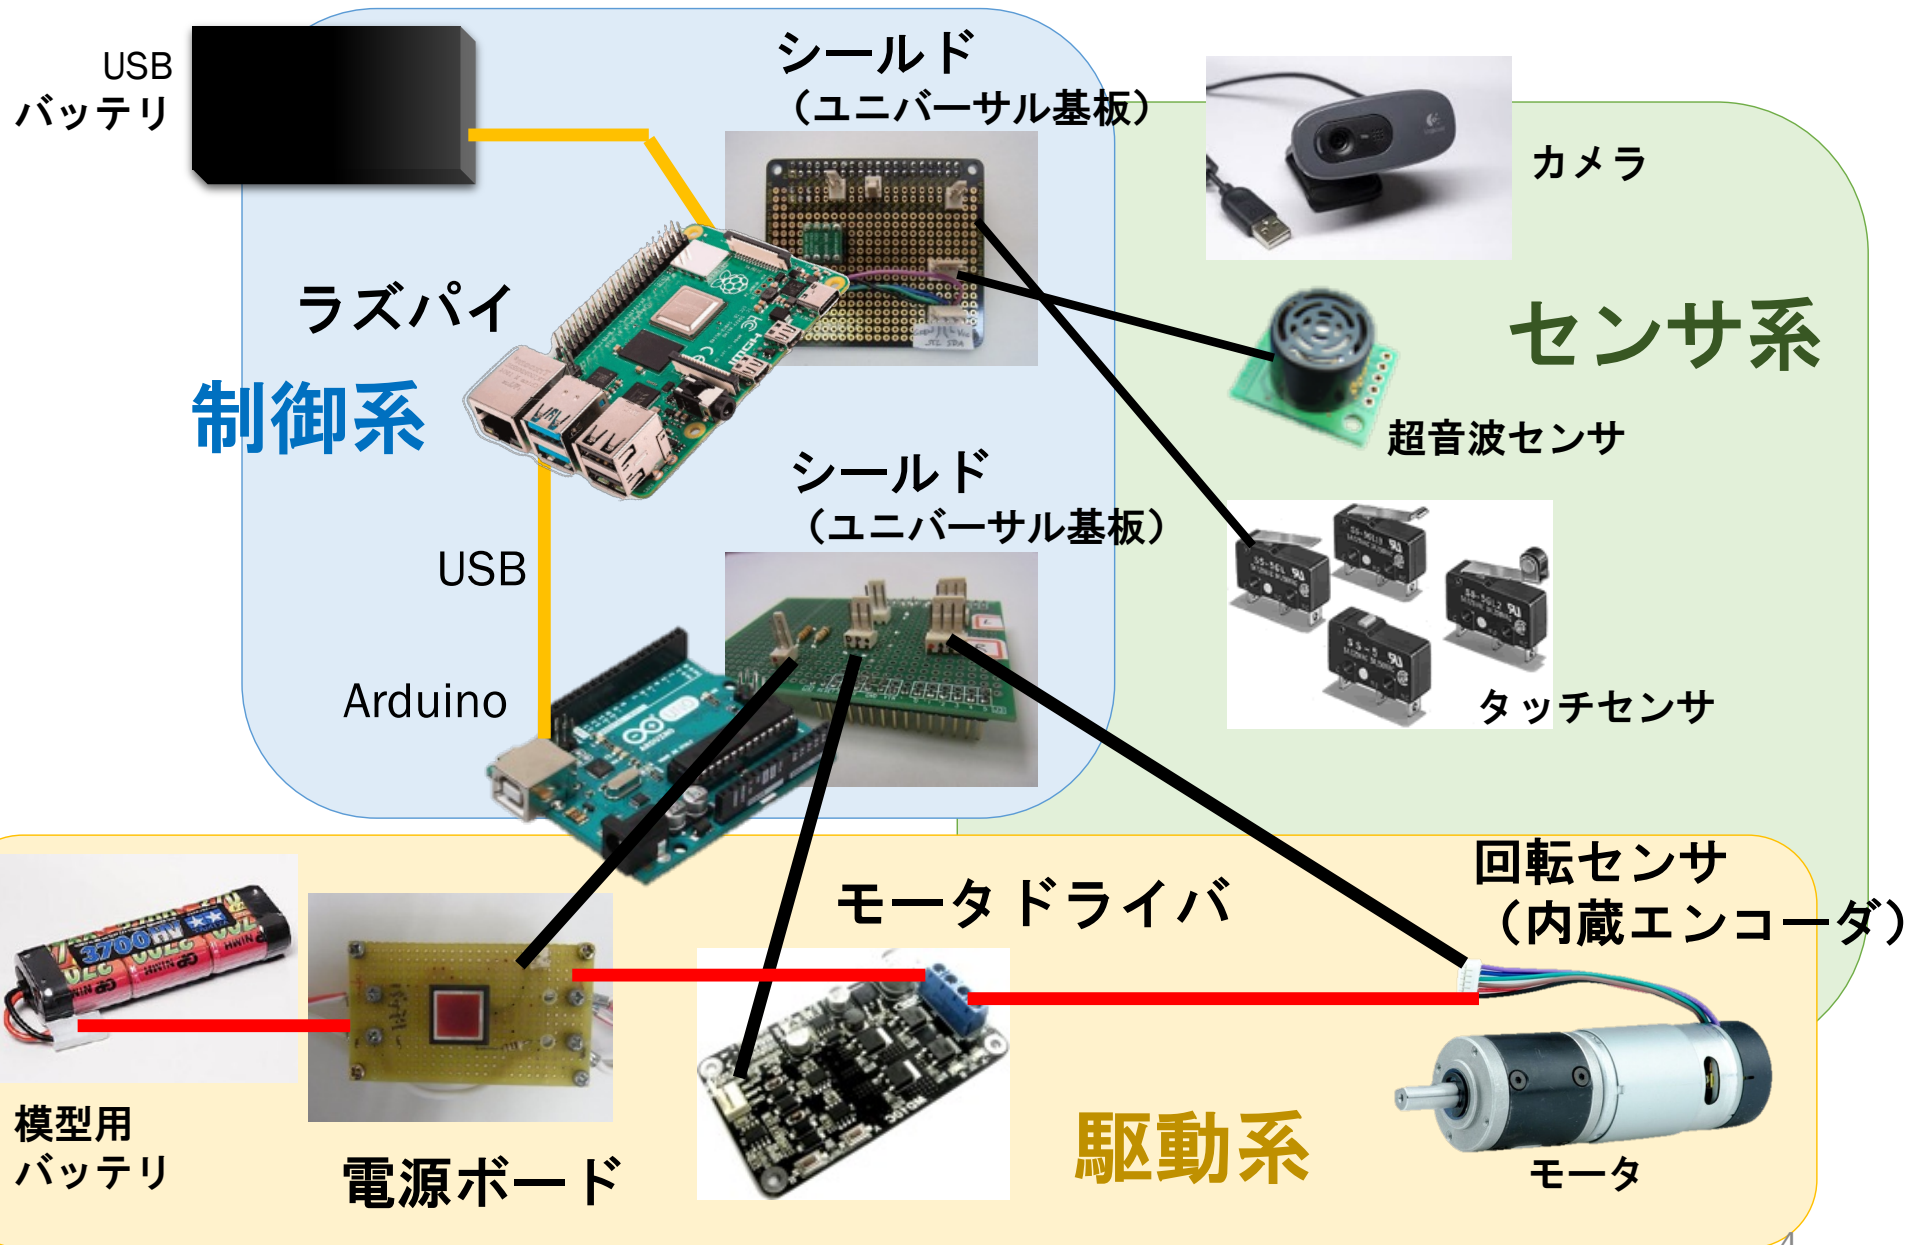 USB
バッテリ
シールド
（ユニバーサル基板）
カメラ
ラズパイ
制御系
センサ系
超音波センサ
シールド
（ユニバーサル基板）
USB
Arduino
タッチセンサ
回転センサ
（内蔵エンコーダ）
モータドライバ
3700HV
模型用
バッテリ
電源ボード
駆動系
モータ
4